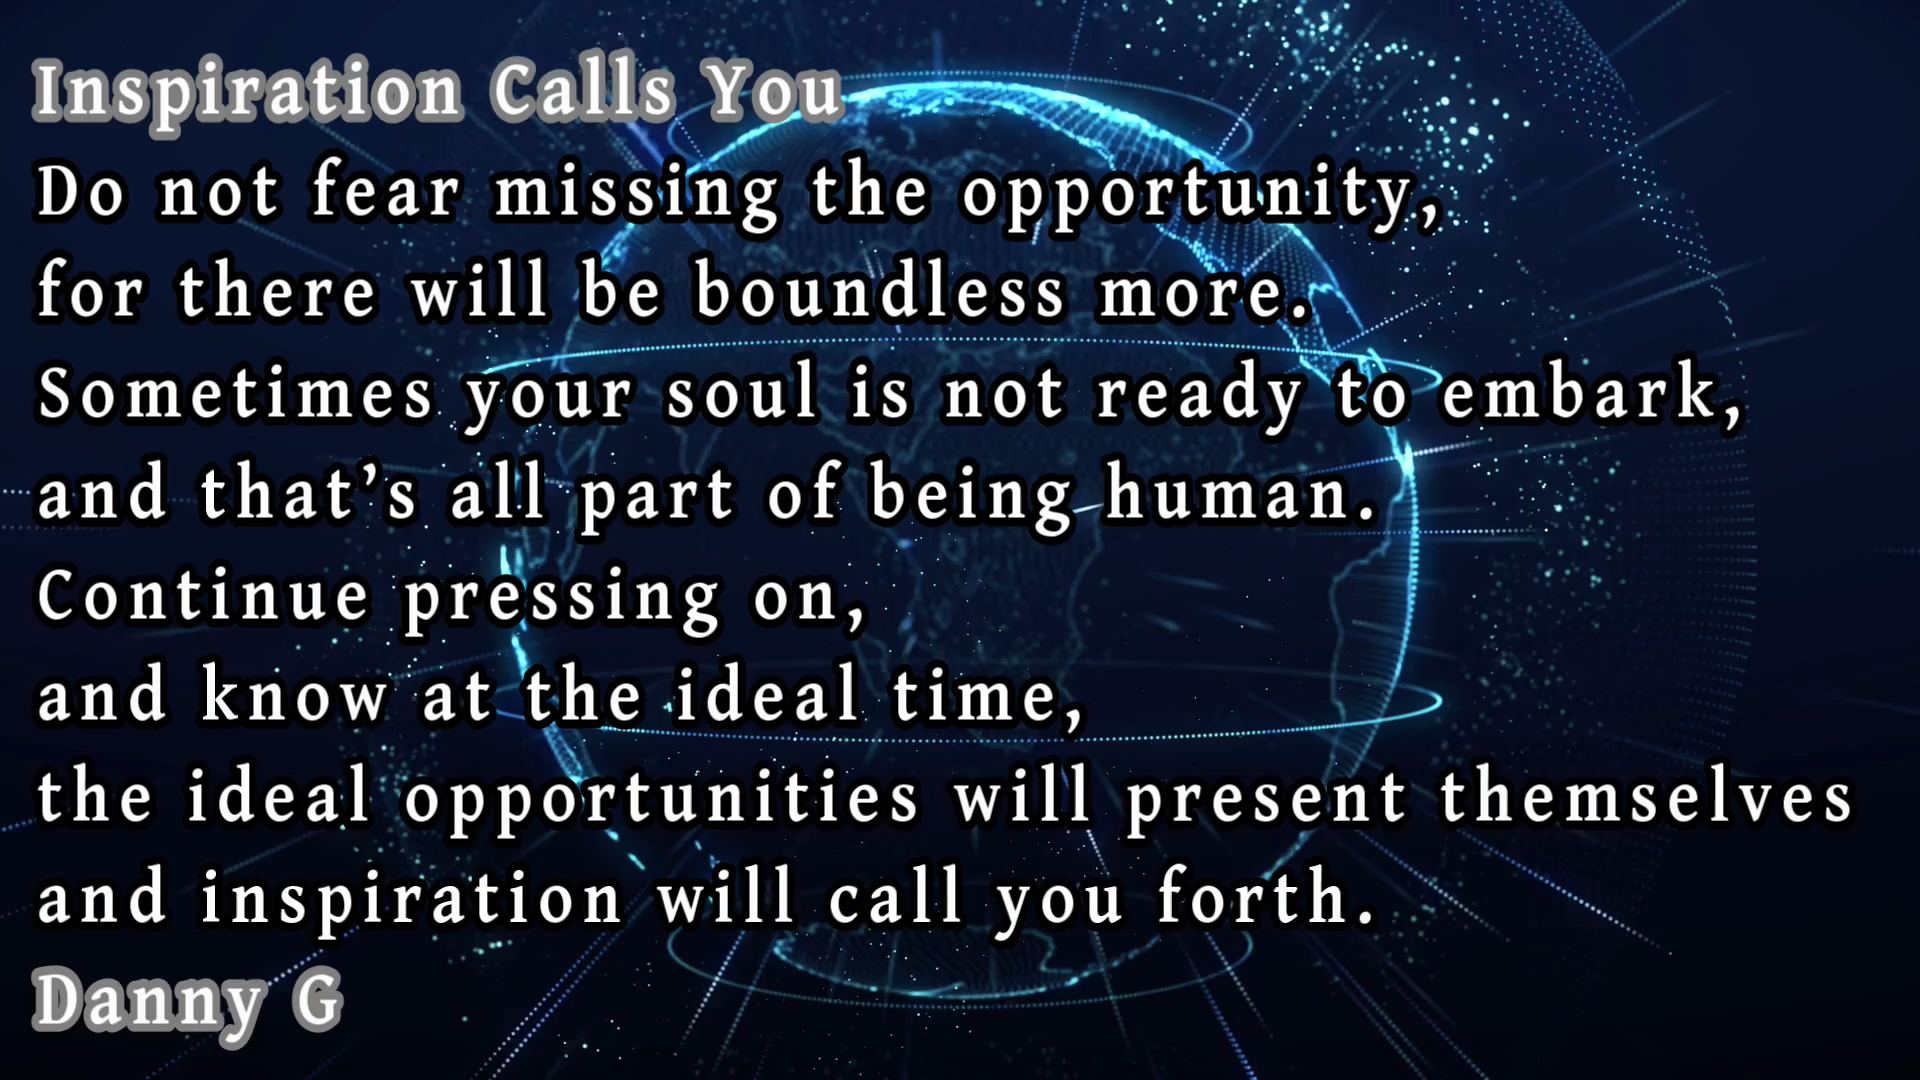 Inspiration Calls You
Do not fear missing the opportunity,
for there will be boundless more.
Sometimes your soul is not ready to embark,
and that’s all part of being human.
Continue pressing on,
and know at the ideal time,
the ideal opportunities will present themselves
and inspiration will call you forth.
Danny G